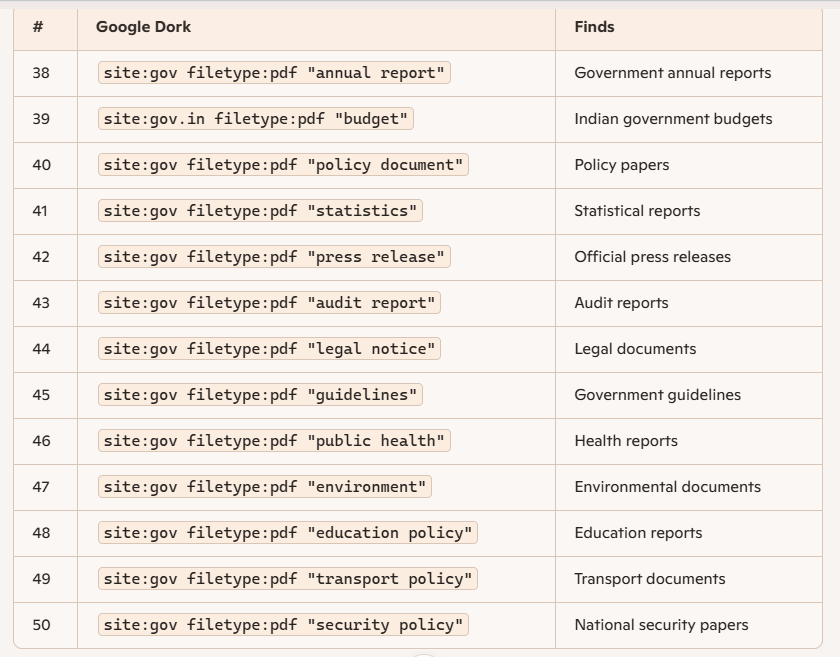 # Google Dork Finds
38 site:gov filetype:pdf "annual report" Government annual reports
39 site:gov.in filetype:pdf "budget" Indian government budgets
40 site:gov filetype:pdf "policy document" Policy papers
41 site:gov filetype:pdf "statistics" Statistical reports
42 site:gov filetype:pdf "press release" Official press releases
43 site:gov filetype:pdf "audit report" Audit reports
44 site:gov filetype:pdf "legal notice" Legal documents
45 site:gov filetype:pdf "guidelines" Government guidelines
46 site:gov filetype:pdf "public health" Health reports
47 site:gov filetype:pdf "environment" Environmental documents
48 site:gov filetype:pdf "education policy" Education reports
49 site:gov filetype:pdf "transport policy" Transport documents
50 site:gov filetype:pdf "security policy" National security papers